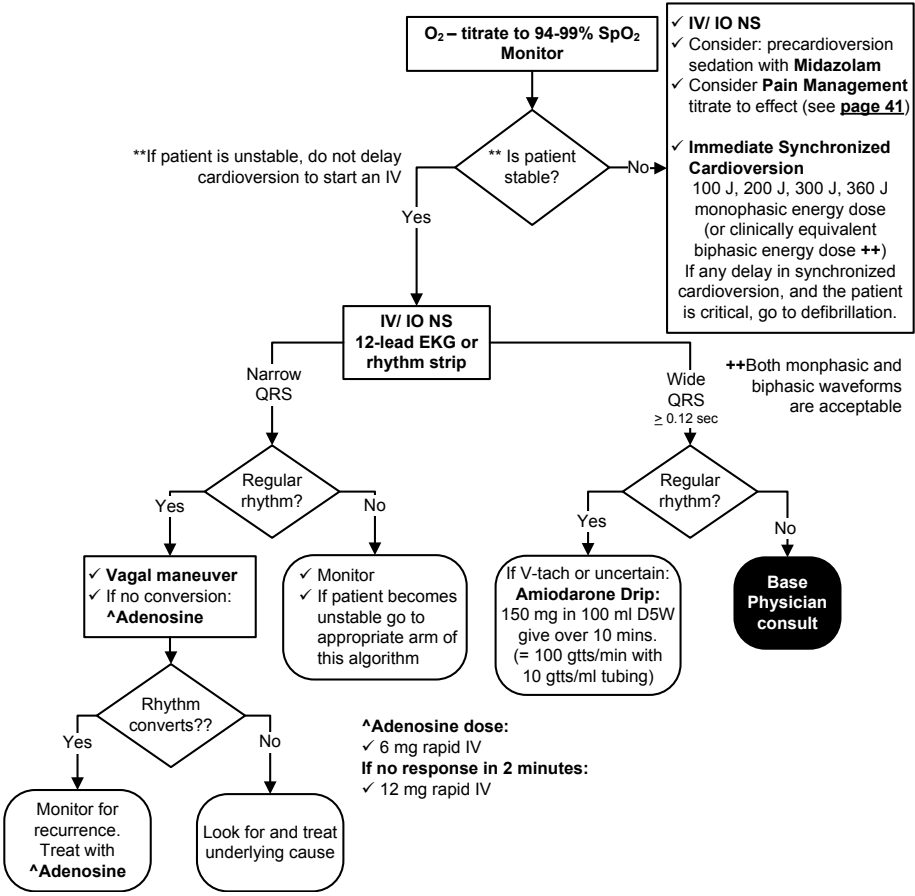 O₂ – titrate to 94-99% SpO₂
Monitor
✓ IV/ IO NS
✓ Consider: precardioversion
sedation with Midazolam
✓ Consider Pain Management
titrate to effect (see page 41)
✓ Immediate Synchronized
Cardioversion
100 J, 200 J, 300 J, 360 J
monophasic energy dose
(or clinically equivalent
biphasic energy dose ++)
If any delay in synchronized
cardioversion, and the patient
is critical, go to defibrillation.
**If patient is unstable, do not delay
cardioversion to start an IV
** Is patient
stable?
No
Yes
IV/ IO NS
12-lead EKG or
rhythm strip
Narrow
QRS
Wide
QRS
≥ 0.12 sec
++Both monphasic and
biphasic waveforms
are acceptable
Regular
rhythm?
Yes
No
Regular
rhythm?
Yes
No
✓ Vagal maneuver
✓ If no conversion:
^Adenosine
✓ Monitor
✓ If patient becomes
unstable go to
appropriate arm of
this algorithm
If V-tach or uncertain:
Amiodarone Drip:
150 mg in 100 ml D5W
give over 10 mins.
(= 100 gtts/min with
10 gtts/ml tubing)
Base
Physician
consult
Rhythm
converts??
Yes
No
^Adenosine dose:
✓ 6 mg rapid IV
If no response in 2 minutes:
✓ 12 mg rapid IV
Monitor for
recurrence.
Treat with
^Adenosine
Look for and treat
underlying cause